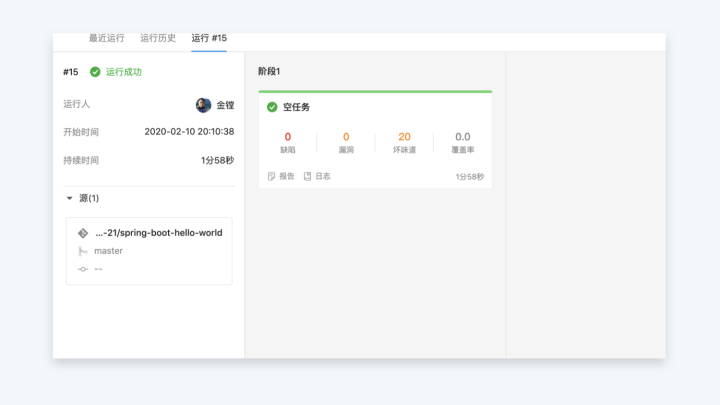 最近运行 运行历史 运行 #15
#15 运行成功
运行人 金镗
开始时间 2020-02-10 20:10:38
持续时间 1分58秒
源(1)
...-21/spring-boot-hello-world
master
--
阶段1
空任务
0 0 20 0.0
缺陷 漏洞 坏味道 覆盖率
报告 日志 1分58秒